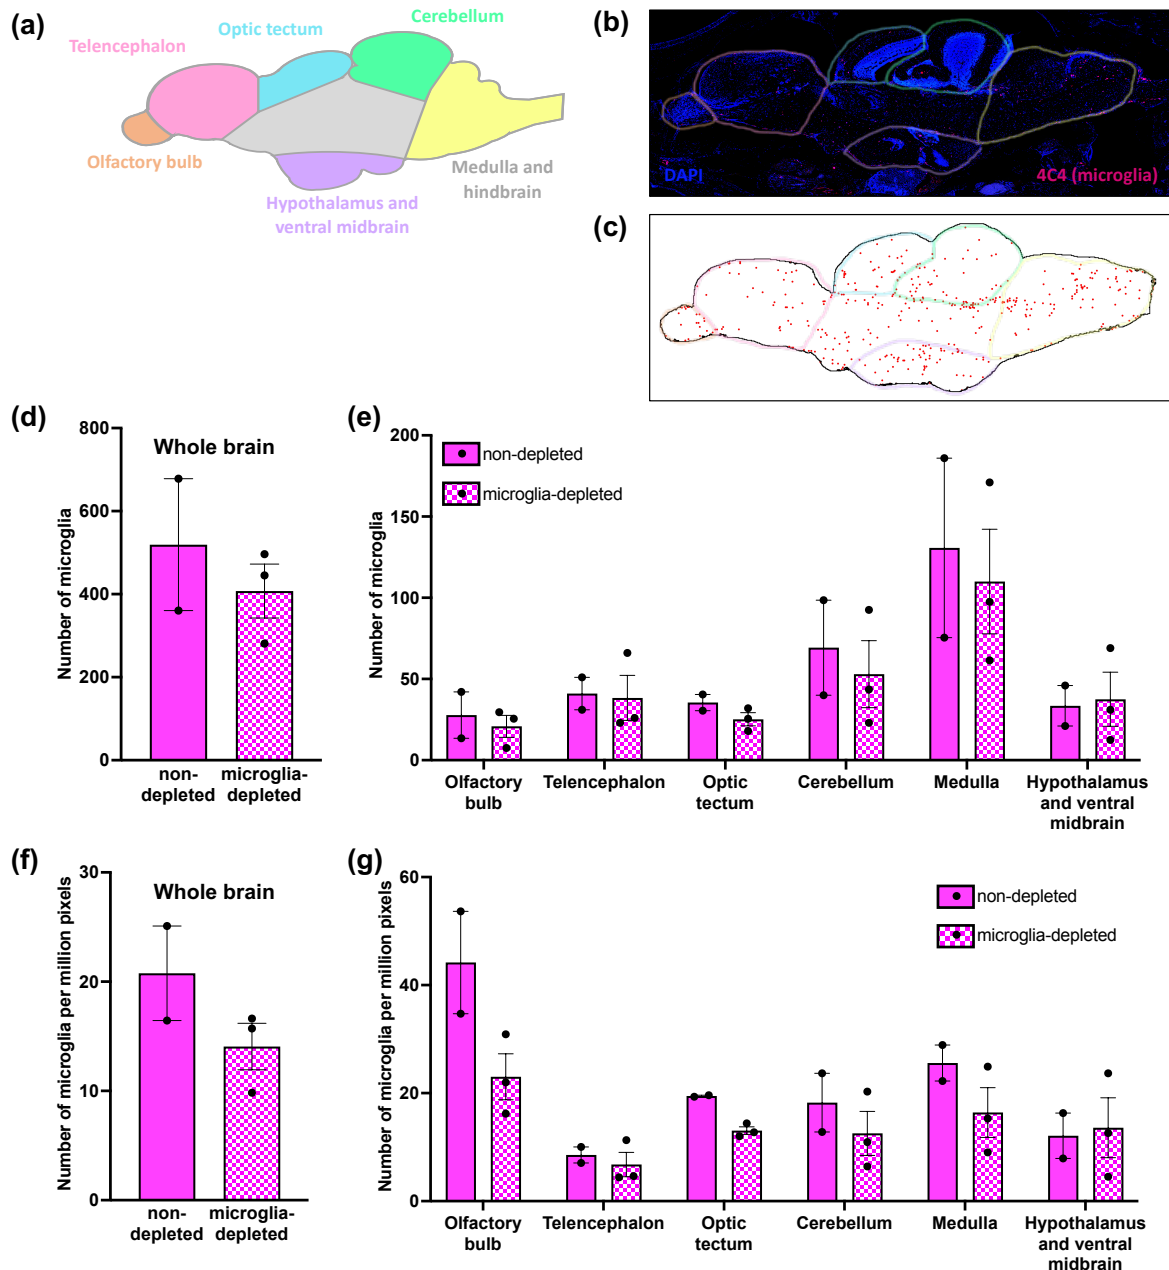 (a)
Telencephalon
Optic tectum
Cerebellum
Olfactory bulb
Medulla and
hindbrain
Hypothalamus and
ventral midbrain
(b)
DAPI
4C4 (microglia)
(c)
(d)
Whole brain
Number of microglia
800
600
400
200
0
non-
depleted
microglia-
depleted
(e)
Number of microglia
200
150
100
50
0
non-depleted
microglia-depleted
Olfactory
bulb
Telencephalon
Optic
tectum
Cerebellum
Medulla
Hypothalamus
and ventral
midbrain
(f)
Whole brain
Number of microglia per million pixels
30
20
10
0
non-
depleted
microglia-
depleted
(g)
Number of microglia per million pixels
60
40
20
0
non-depleted
microglia-depleted
Olfactory
bulb
Telencephalon
Optic
tectum
Cerebellum
Medulla
Hypothalamus
and ventral
midbrain